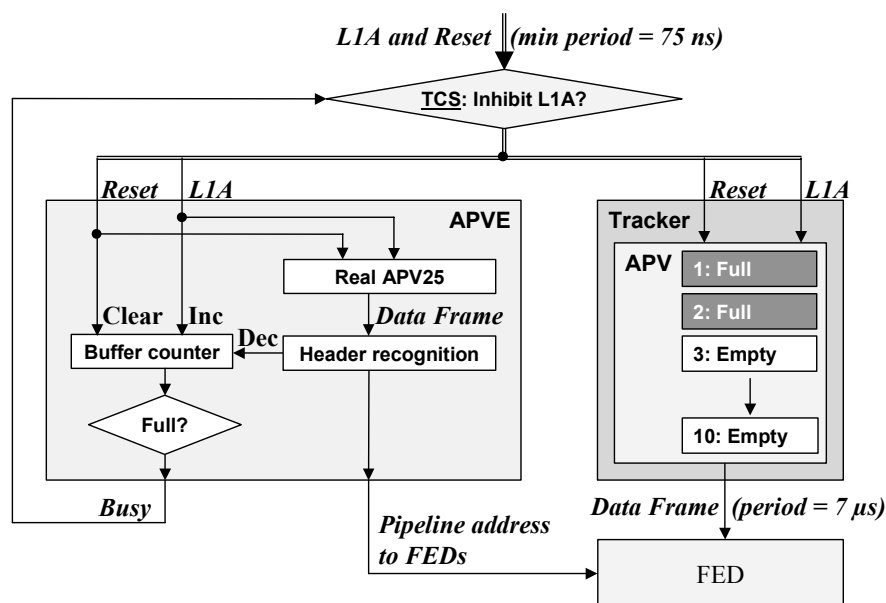 L1A and Reset (min period = 75 ns)
TCS: Inhibit L1A?
Reset L1A
Reset L1A
APVE
Tracker
APV
1: Full
Real APV25
2: Full
Clear Inc
Data Frame
Dec
Buffer counter
Header recognition
3: Empty
Full?
10: Empty
Busy
Data Frame (period = 7 µs)
Pipeline address
to FEDs
FED